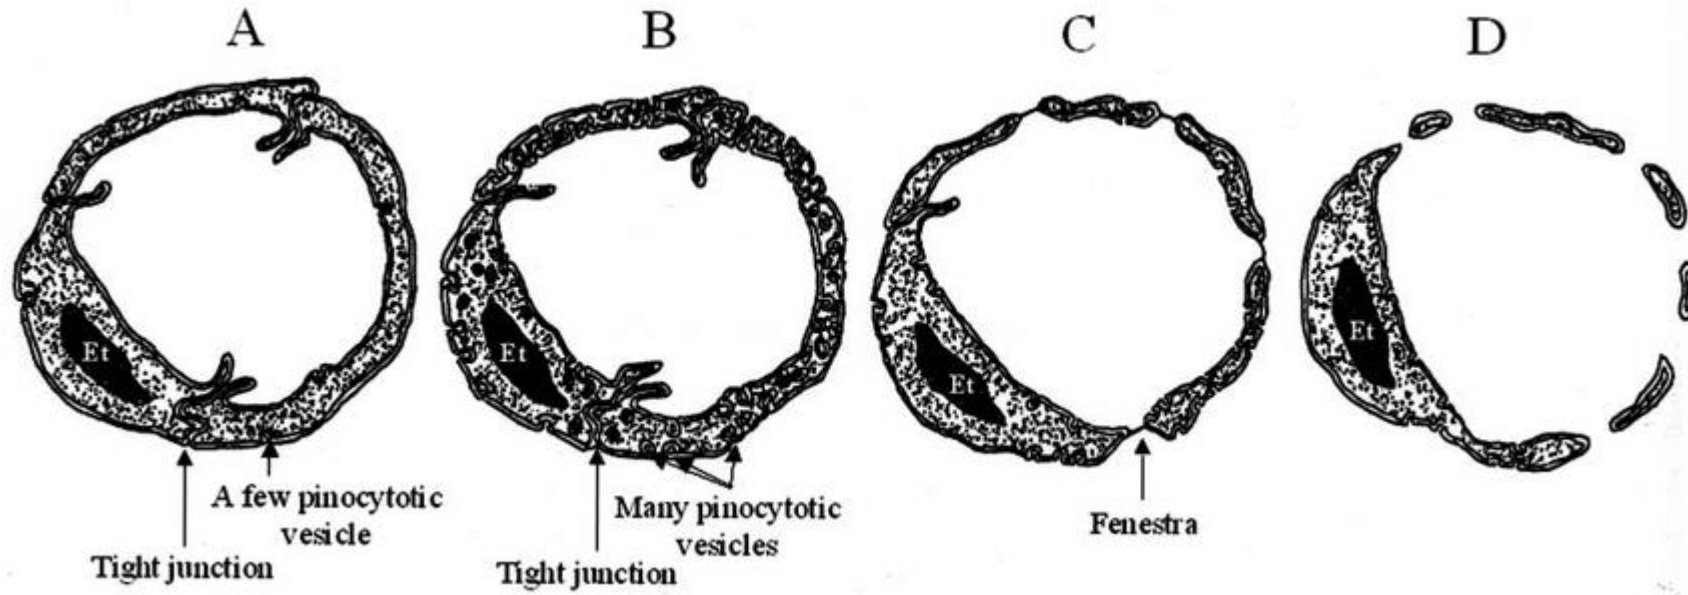 A B C D
Et Et Et Et
A few pinocytotic
vesicle
Tight junction
Many pinocytotic
vesicles
Tight junction
Fenestra